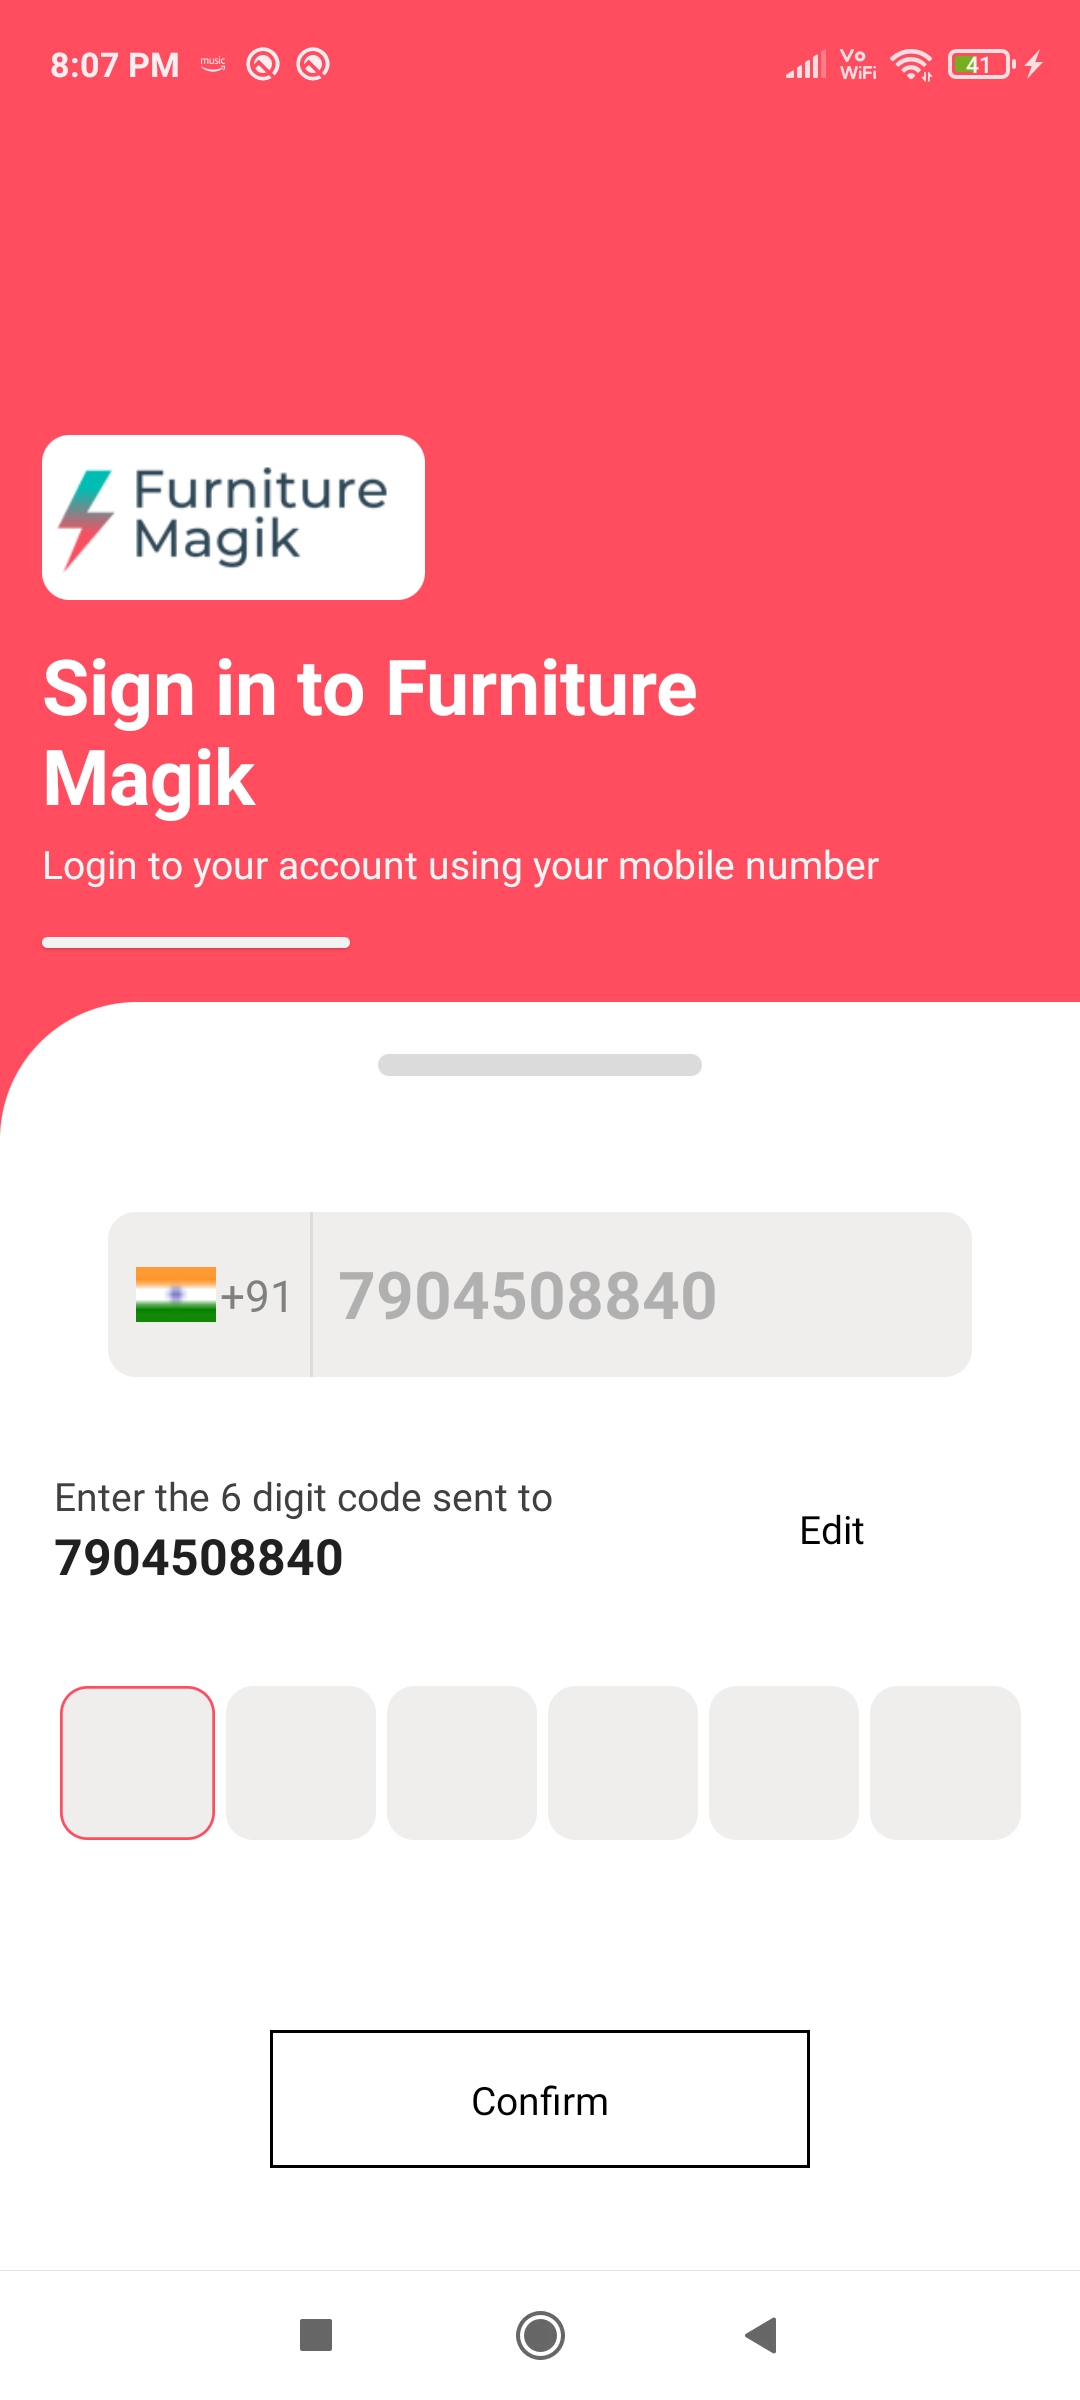 8:07 PM
music
Vo
WiFi
41
Furniture
Magik
Sign in to Furniture
Magik
Login to your account using your mobile number
+91
7904508840
Enter the 6 digit code sent to
7904508840
Edit
Confirm